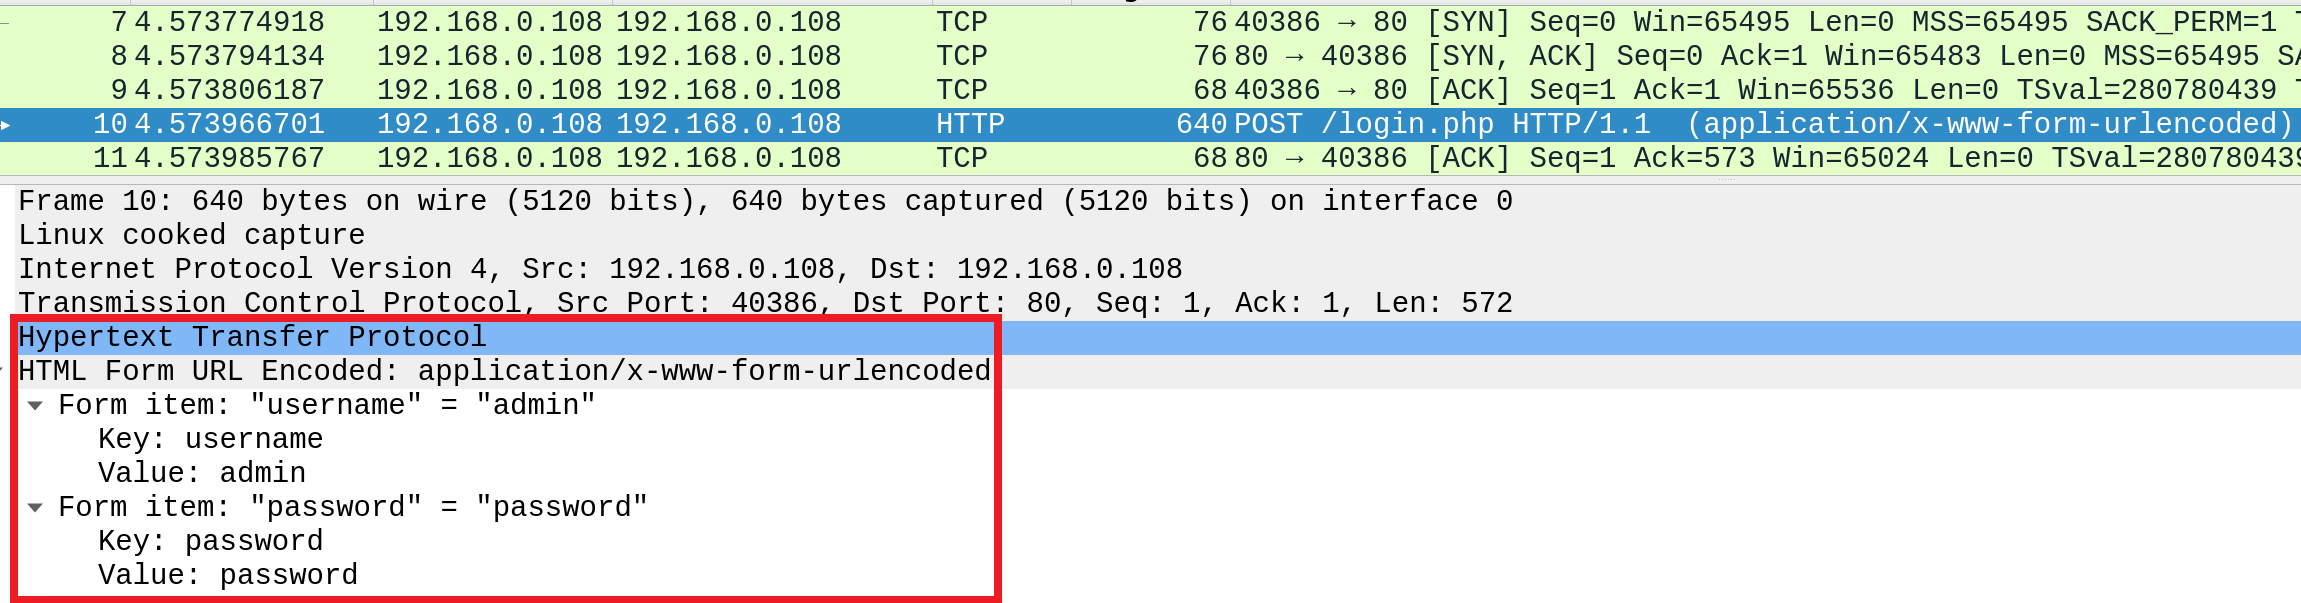 7 4.573774918 192.168.0.108 192.168.0.108 TCP 76 40386 → 80 [SYN] Seq=0 Win=65495 Len=0 MSS=65495 SACK_PERM=1
8 4.573794134 192.168.0.108 192.168.0.108 TCP 76 80 → 40386 [SYN, ACK] Seq=0 Ack=1 Win=65483 Len=0 MSS=65495 SA
9 4.573806187 192.168.0.108 192.168.0.108 TCP 68 40386 → 80 [ACK] Seq=1 Ack=1 Win=65536 Len=0 TSval=280780439
10 4.573966701 192.168.0.108 192.168.0.108 HTTP 640 POST /login.php HTTP/1.1 (application/x-www-form-urlencoded)
11 4.573985767 192.168.0.108 192.168.0.108 TCP 68 80 → 40386 [ACK] Seq=1 Ack=573 Win=65024 Len=0 TSval=280780439
Frame 10: 640 bytes on wire (5120 bits), 640 bytes captured (5120 bits) on interface 0
Linux cooked capture
Internet Protocol Version 4, Src: 192.168.0.108, Dst: 192.168.0.108
Transmission Control Protocol, Src Port: 40386, Dst Port: 80, Seq: 1, Ack: 1, Len: 572
Hypertext Transfer Protocol
HTML Form URL Encoded: application/x-www-form-urlencoded
Form item: "username" = "admin"
Key: username
Value: admin
Form item: "password" = "password"
Key: password
Value: password